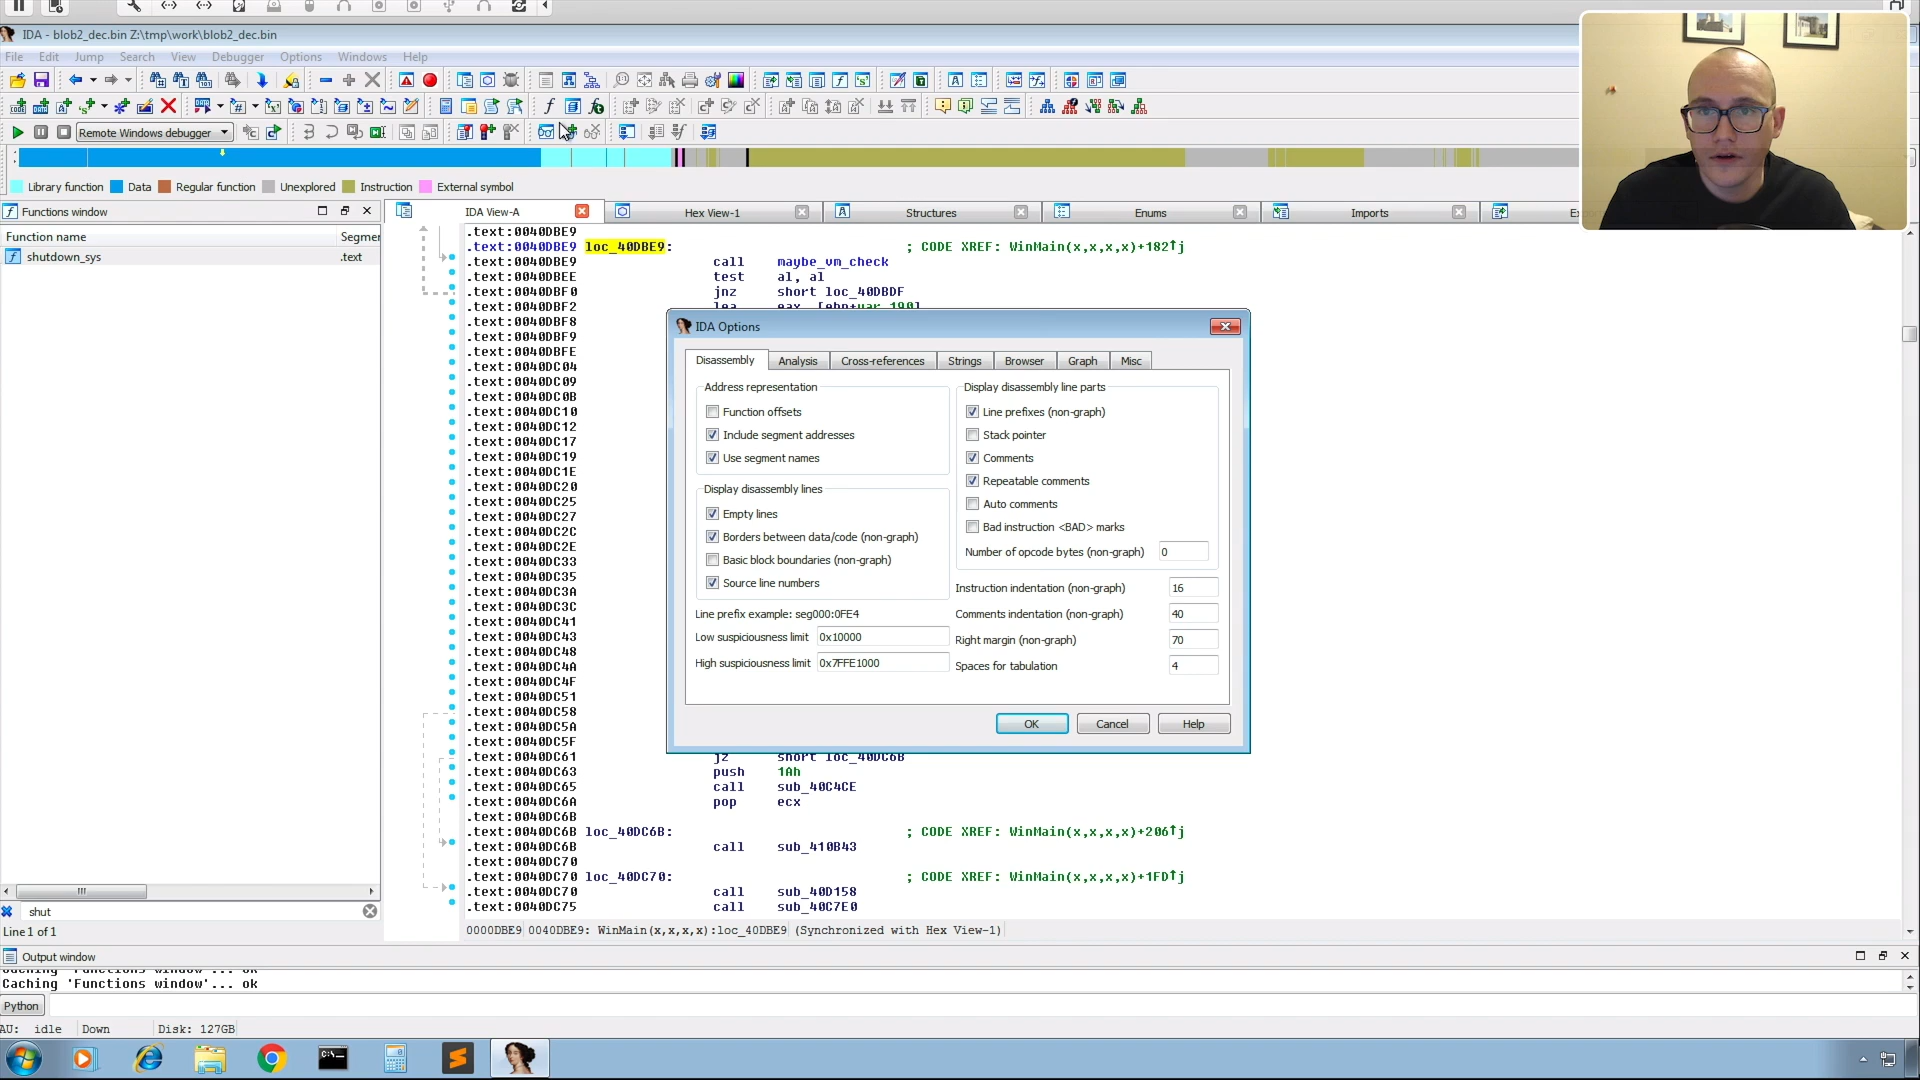 IDA - blob2_dec.bin Z:\tmp\work\blob2_dec.bin
File Edit Jump Search View Debugger Options Windows Help
Remote Windows debugger
Library function Data Regular function Unexplored Instruction External symbol
Functions window
Function name Segmer
shutdown_sys .text
shut
Line 1 of 1
IDA View-A Hex View-1 Structures Enums Imports
.text:0040DBE9
.text:0040DBE9 loc_40DBE9: ; CODE XREF: WinMain(x,x,x,x)+182↑j
.text:0040DBE9 call maybe_vm_check
.text:0040DBEE test al, al
.text:0040DBF0 jnz short loc_40DBDF
.text:0040DBF2 lea eax, [ebp+var_190]
.text:0040DBF8
.text:0040DBF9
.text:0040DBFE
.text:0040DC04
.text:0040DC09
.text:0040DC0B
.text:0040DC10
.text:0040DC12
.text:0040DC17
.text:0040DC19
.text:0040DC1E
.text:0040DC20
.text:0040DC25
.text:0040DC27
.text:0040DC2C
.text:0040DC2E
.text:0040DC33
.text:0040DC35
.text:0040DC3A
.text:0040DC3C
.text:0040DC41
.text:0040DC43
.text:0040DC48
.text:0040DC4A
.text:0040DC4F
.text:0040DC51
.text:0040DC58
.text:0040DC5A
.text:0040DC5F
.text:0040DC61 jz short loc_40DC6B
.text:0040DC63 push 1Ah
.text:0040DC65 call sub_40C4CE
.text:0040DC6A pop ecx
.text:0040DC6B
.text:0040DC6B loc_40DC6B: ; CODE XREF: WinMain(x,x,x,x)+206↑j
.text:0040DC6B call sub_410B43
.text:0040DC70
.text:0040DC70 loc_40DC70: ; CODE XREF: WinMain(x,x,x,x)+1FD↑j
.text:0040DC70 call sub_40D158
.text:0040DC75 call sub_40C7E0
0000DBE9 0040DBE9: WinMain(x,x,x,x):loc_40DBE9 (Synchronized with Hex View-1)
IDA Options
Disassembly Analysis Cross-references Strings Browser Graph Misc
Address representation
Function offsets
Include segment addresses
Use segment names
Display disassembly lines
Empty lines
Borders between data/code (non-graph)
Basic block boundaries (non-graph)
Source line numbers
Line prefix example: seg000:0FE4
Low suspiciousness limit 0x10000
High suspiciousness limit 0x7FFE1000
Display disassembly line parts
Line prefixes (non-graph)
Stack pointer
Comments
Repeatable comments
Auto comments
Bad instruction <BAD> marks
Number of opcode bytes (non-graph) 0
Instruction indentation (non-graph) 16
Comments indentation (non-graph) 40
Right margin (non-graph) 70
Spaces for tabulation 4
OK Cancel Help
Output window
Caching 'Functions window'... ok
Caching 'Functions window'... ok
Python
AU: idle Down Disk: 127GB